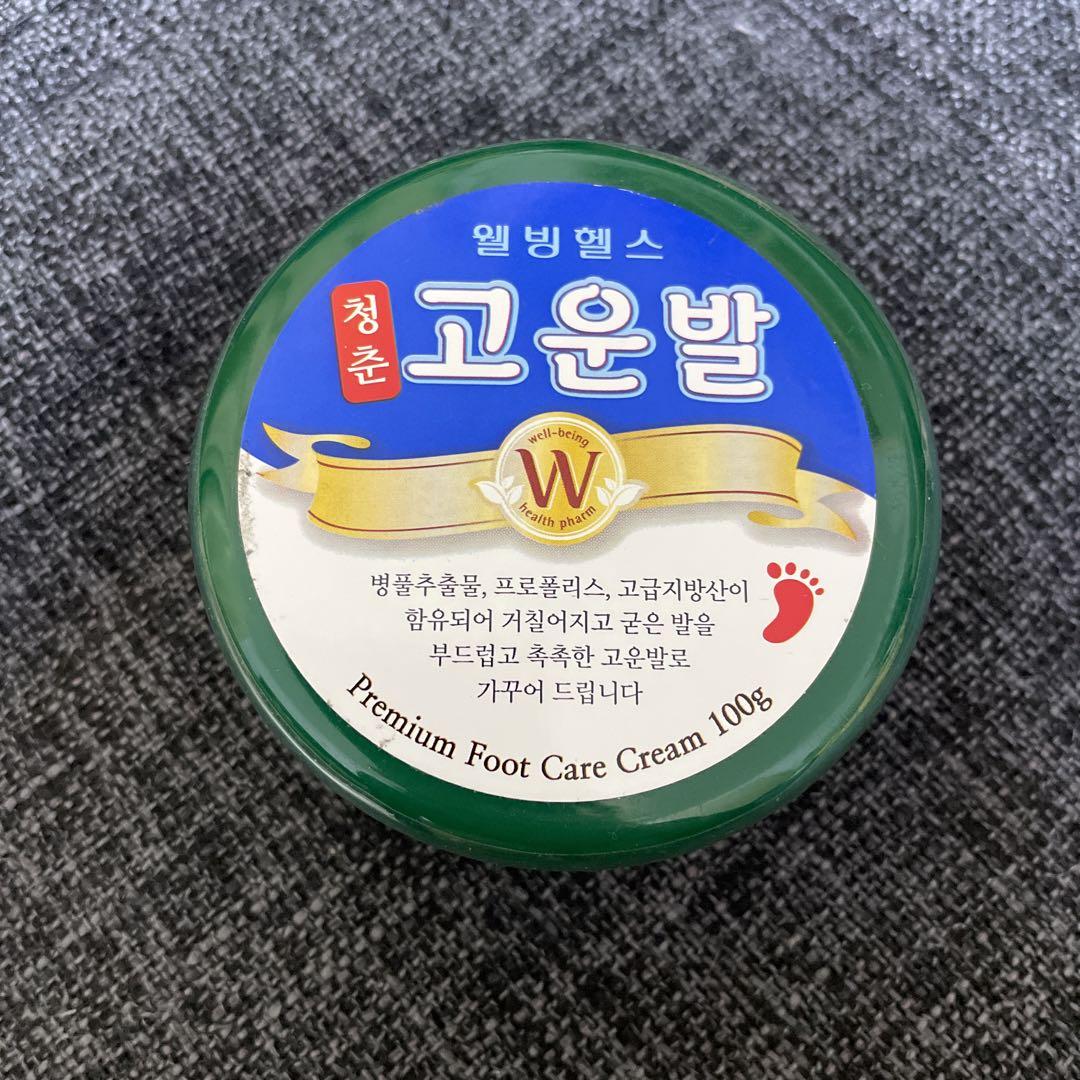 웰빙헬스
청춘
고운발
well-being
W
health pharm
병풀추출물, 프로폴리스, 고급지방산이
함유되어 거칠어지고 굳은 발을
부드럽고 촉촉한 고운발로
가꾸어 드립니다
Premium Foot Care Cream 100g